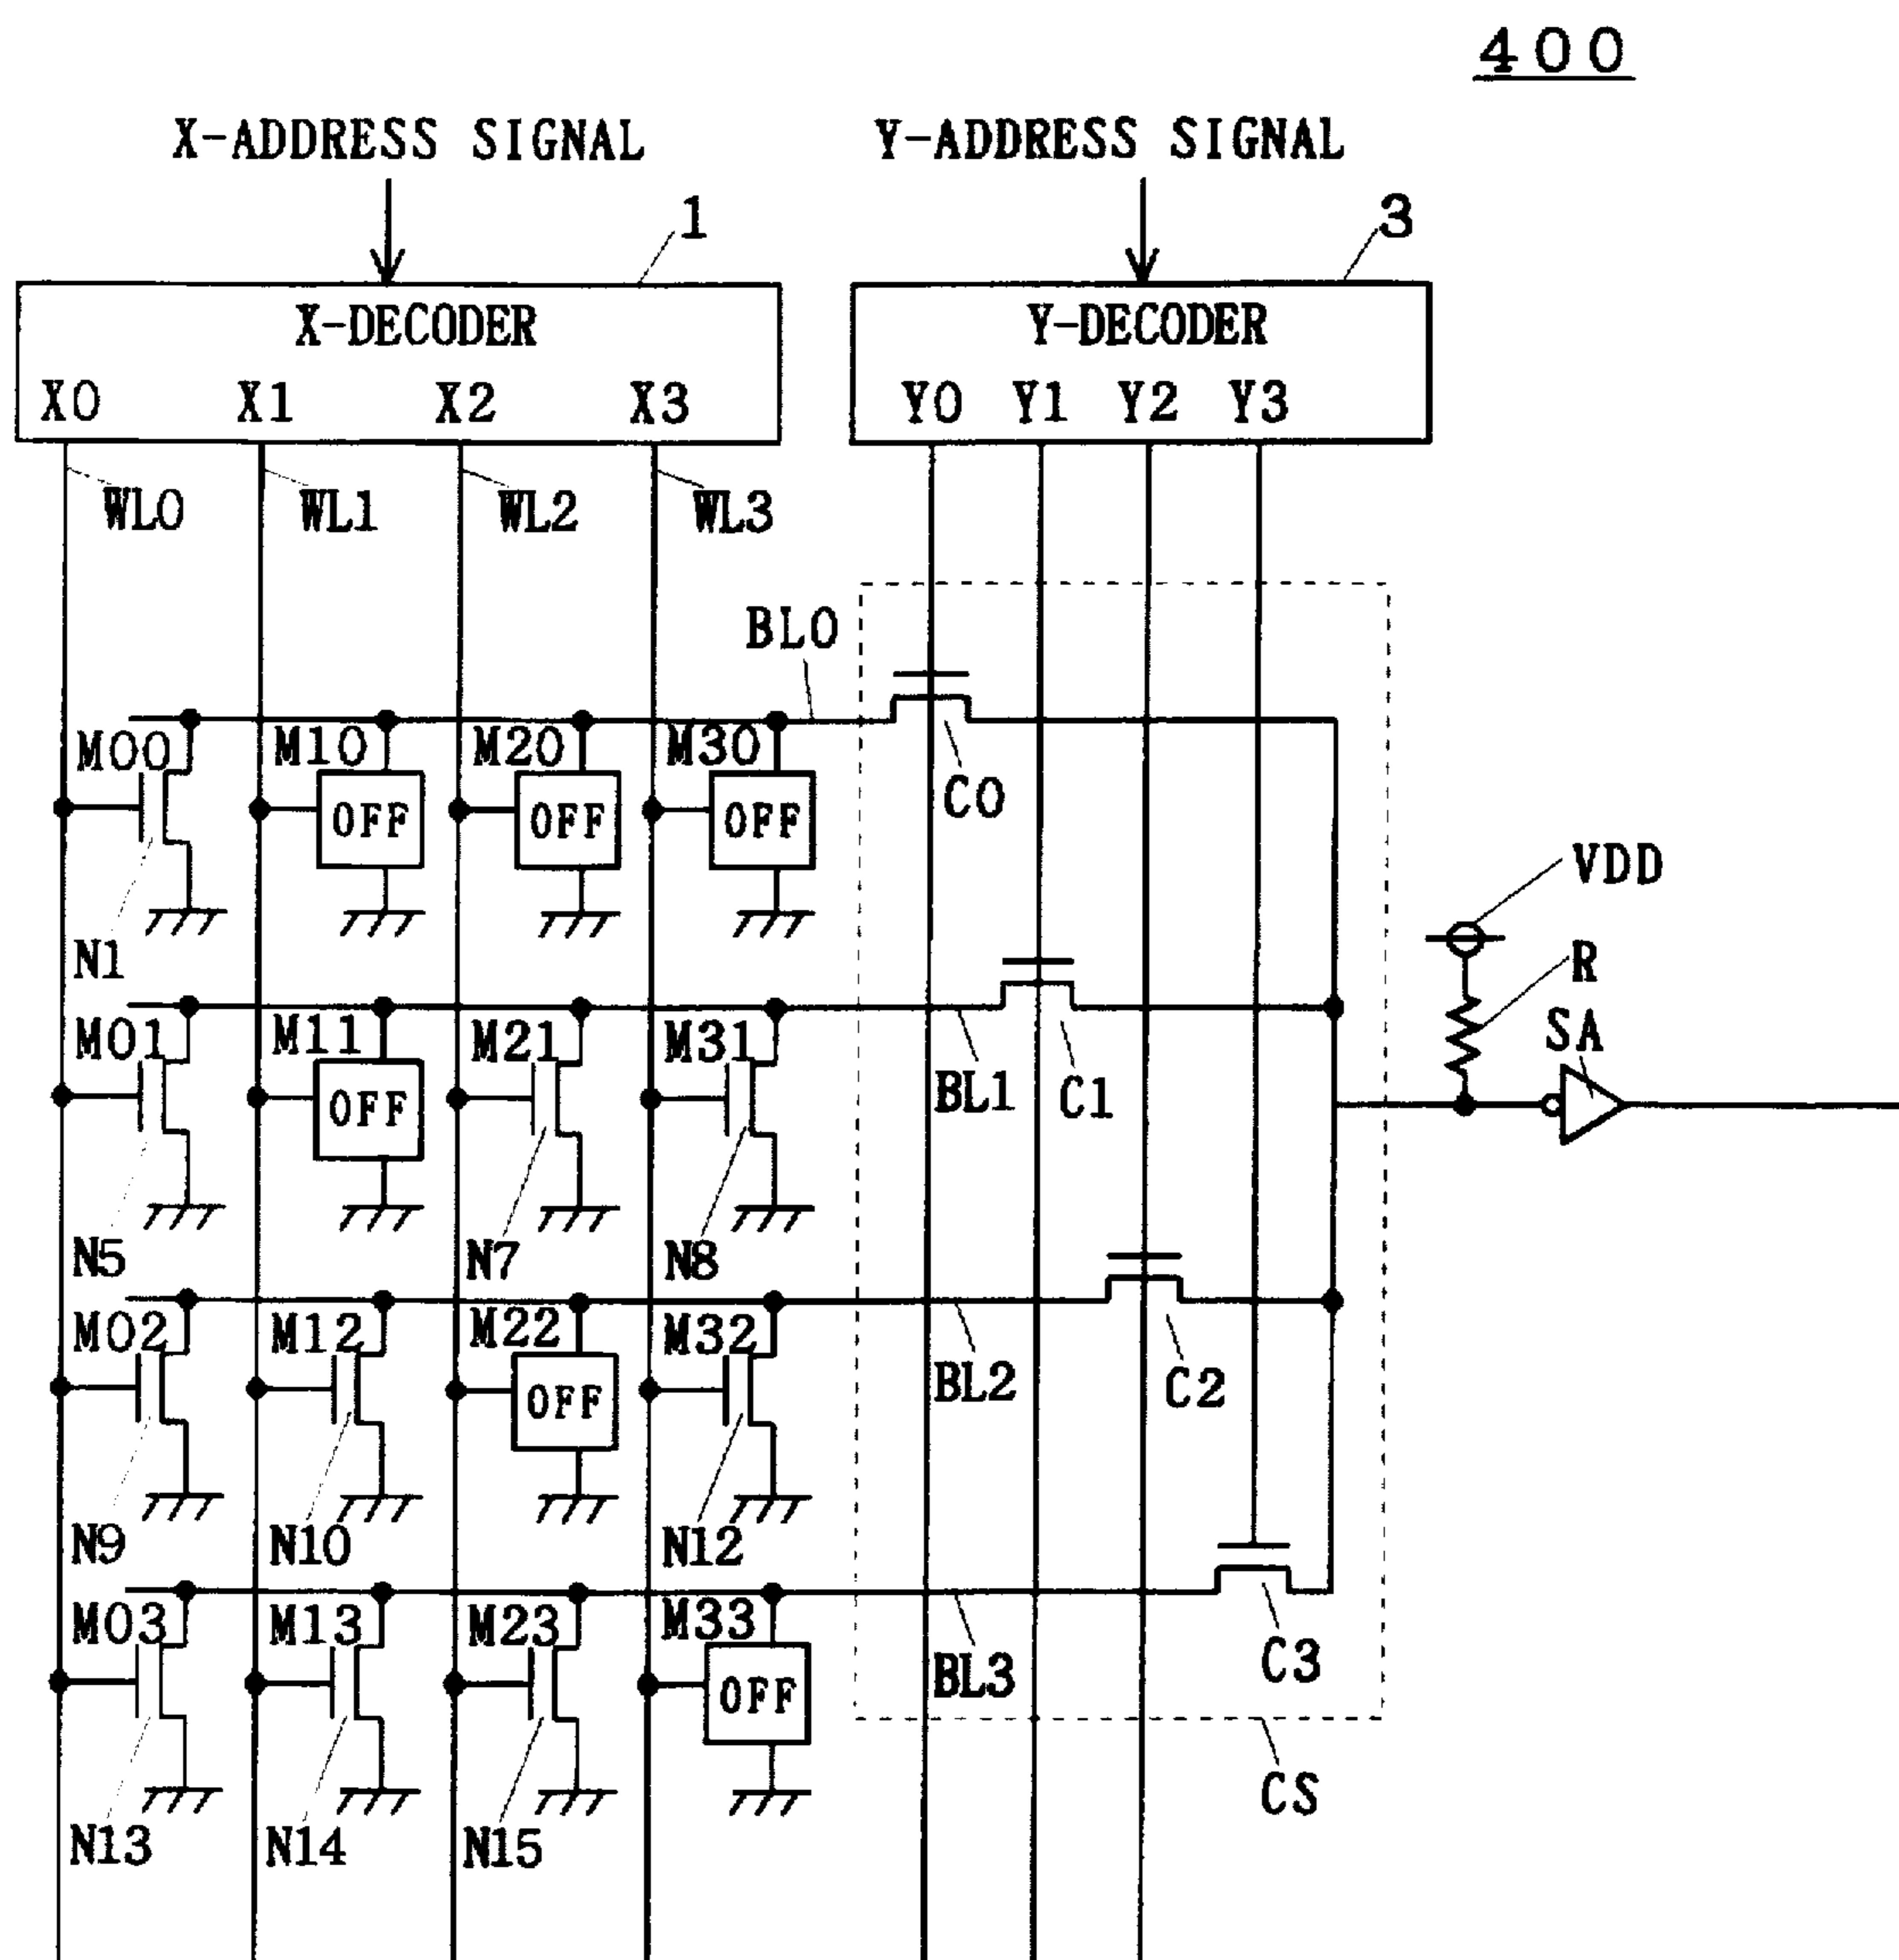 400
X-ADDRESS SIGNAL
Y-ADDRESS SIGNAL
1
3
X-DECODER
Y-DECODER
X0 X1 X2 X3
Y0 Y1 Y2 Y3
WL0 WL1 WL2 WL3
BL0
M00 M10 M20 M30
OFF OFF OFF
C0
VDD
N1
R
SA
M01 M11 M21 M31
OFF
BL1 C1
N5 N7 N8
M02 M12 M22 M32
OFF
BL2 C2
N9 N10 N12
M03 M13 M23 M33
OFF
BL3 C3
CS
N13 N14 N15